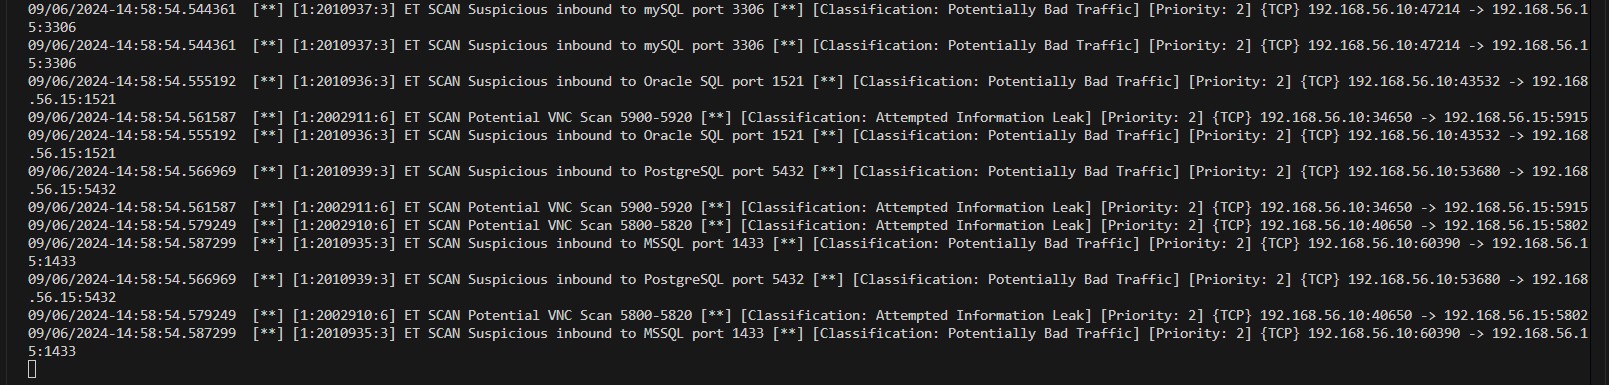 09/06/2024-14:58:54.544361  [**] [1:2010937:3] ET SCAN Suspicious inbound to mySQL port 3306 [**] [Classification: Potentially Bad Traffic] [Priority: 2] {TCP} 192.168.56.10:47214 -> 192.168.56.1
5:3306
09/06/2024-14:58:54.544361  [**] [1:2010937:3] ET SCAN Suspicious inbound to mySQL port 3306 [**] [Classification: Potentially Bad Traffic] [Priority: 2] {TCP} 192.168.56.10:47214 -> 192.168.56.1
5:3306
09/06/2024-14:58:54.555192  [**] [1:2010936:3] ET SCAN Suspicious inbound to Oracle SQL port 1521 [**] [Classification: Potentially Bad Traffic] [Priority: 2] {TCP} 192.168.56.10:43532 -> 192.168
.56.15:1521
09/06/2024-14:58:54.561587  [**] [1:2002911:6] ET SCAN Potential VNC Scan 5900-5920 [**] [Classification: Attempted Information Leak] [Priority: 2] {TCP} 192.168.56.10:34650 -> 192.168.56.15:5915
09/06/2024-14:58:54.555192  [**] [1:2010936:3] ET SCAN Suspicious inbound to Oracle SQL port 1521 [**] [Classification: Potentially Bad Traffic] [Priority: 2] {TCP} 192.168.56.10:43532 -> 192.168
.56.15:1521
09/06/2024-14:58:54.566969  [**] [1:2010939:3] ET SCAN Suspicious inbound to PostgreSQL port 5432 [**] [Classification: Potentially Bad Traffic] [Priority: 2] {TCP} 192.168.56.10:53680 -> 192.168
.56.15:5432
09/06/2024-14:58:54.561587  [**] [1:2002911:6] ET SCAN Potential VNC Scan 5900-5920 [**] [Classification: Attempted Information Leak] [Priority: 2] {TCP} 192.168.56.10:34650 -> 192.168.56.15:5915
09/06/2024-14:58:54.579249  [**] [1:2002910:6] ET SCAN Potential VNC Scan 5800-5820 [**] [Classification: Attempted Information Leak] [Priority: 2] {TCP} 192.168.56.10:40650 -> 192.168.56.15:5802
09/06/2024-14:58:54.587299  [**] [1:2010935:3] ET SCAN Suspicious inbound to MSSQL port 1433 [**] [Classification: Potentially Bad Traffic] [Priority: 2] {TCP} 192.168.56.10:60390 -> 192.168.56.1
5:1433
09/06/2024-14:58:54.566969  [**] [1:2010939:3] ET SCAN Suspicious inbound to PostgreSQL port 5432 [**] [Classification: Potentially Bad Traffic] [Priority: 2] {TCP} 192.168.56.10:53680 -> 192.168
.56.15:5432
09/06/2024-14:58:54.579249  [**] [1:2002910:6] ET SCAN Potential VNC Scan 5800-5820 [**] [Classification: Attempted Information Leak] [Priority: 2] {TCP} 192.168.56.10:40650 -> 192.168.56.15:5802
09/06/2024-14:58:54.587299  [**] [1:2010935:3] ET SCAN Suspicious inbound to MSSQL port 1433 [**] [Classification: Potentially Bad Traffic] [Priority: 2] {TCP} 192.168.56.10:60390 -> 192.168.56.1
5:1433